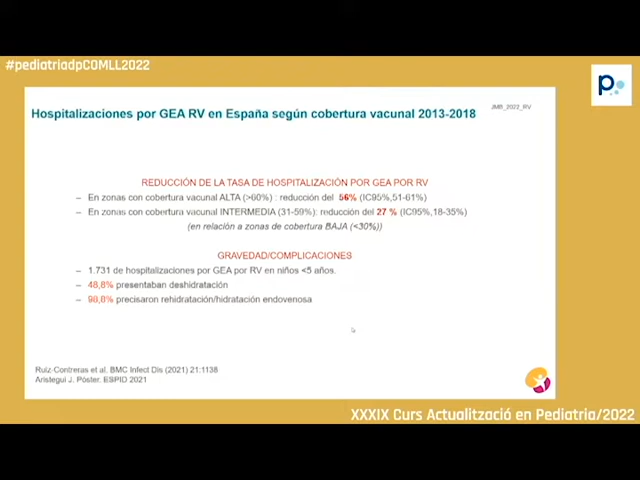 #pediatriadpCOMLL2022
p
JMB_2022_RV
Hospitalizaciones por GEA RV en España según cobertura vacunal 2013-2018
REDUCCIÓN DE LA TASA DE HOSPITALIZACIÓN POR GEA POR RV
– En zonas con cobertura vacunal ALTA (>60%) : reducción del 56% (IC95%,51-61%)
– En zonas con cobertura vacunal INTERMEDIA (31-59%): reducción del 27 % (IC95%,18-35%)
(en relación a zonas de cobertura BAJA (<30%))
GRAVEDAD/COMPLICACIONES
– 1.731 de hospitalizaciones por GEA por RV en niños <5 años.
– 48,8% presentaban deshidratación
– 98,8% precisaron rehidratación/hidratación endovenosa
Ruiz-Contreras et al. BMC Infect Dis (2021) 21:1138
Aristegui J. Póster. ESPID 2021
XXXIX Curs Actualització en Pediatria/2022